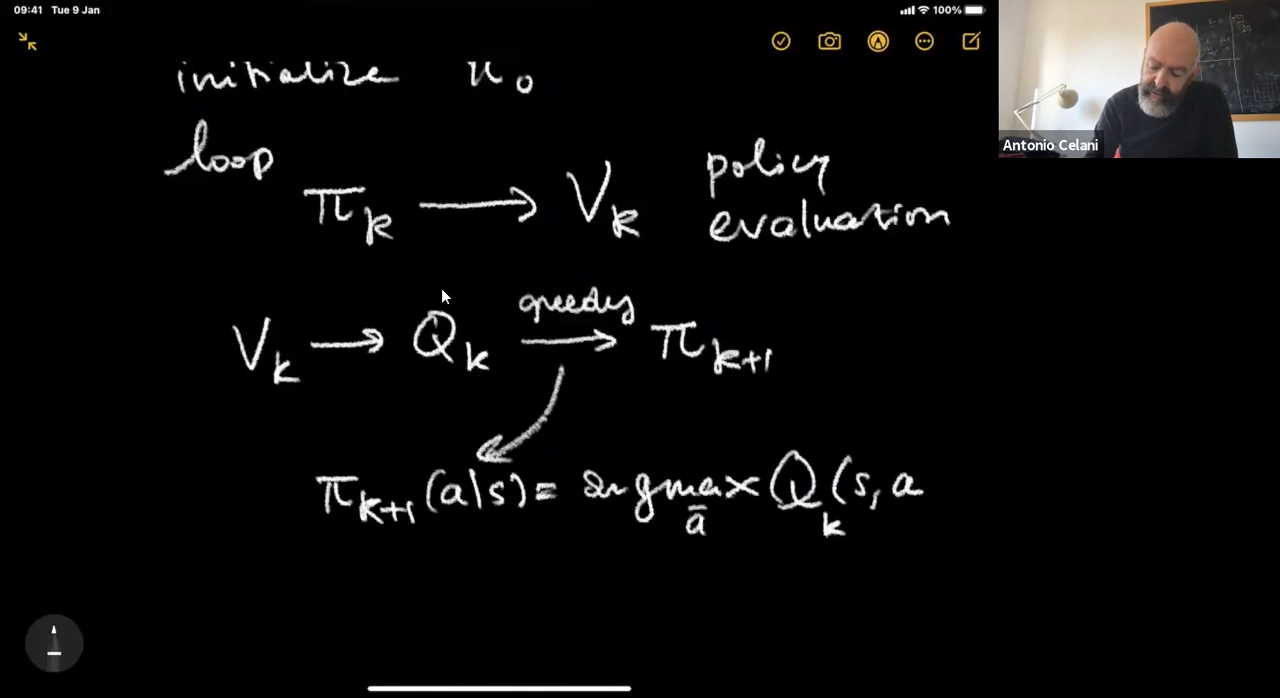 09:41 Tue 9 Jan
100%
initialize π₀
Antonio Celani
loop
πₖ → Vₖ policy evaluation
Vₖ → Qₖ greedy → πₖ₊₁
πₖ₊₁(a|s) = argmax_ā Qₖ(s, a